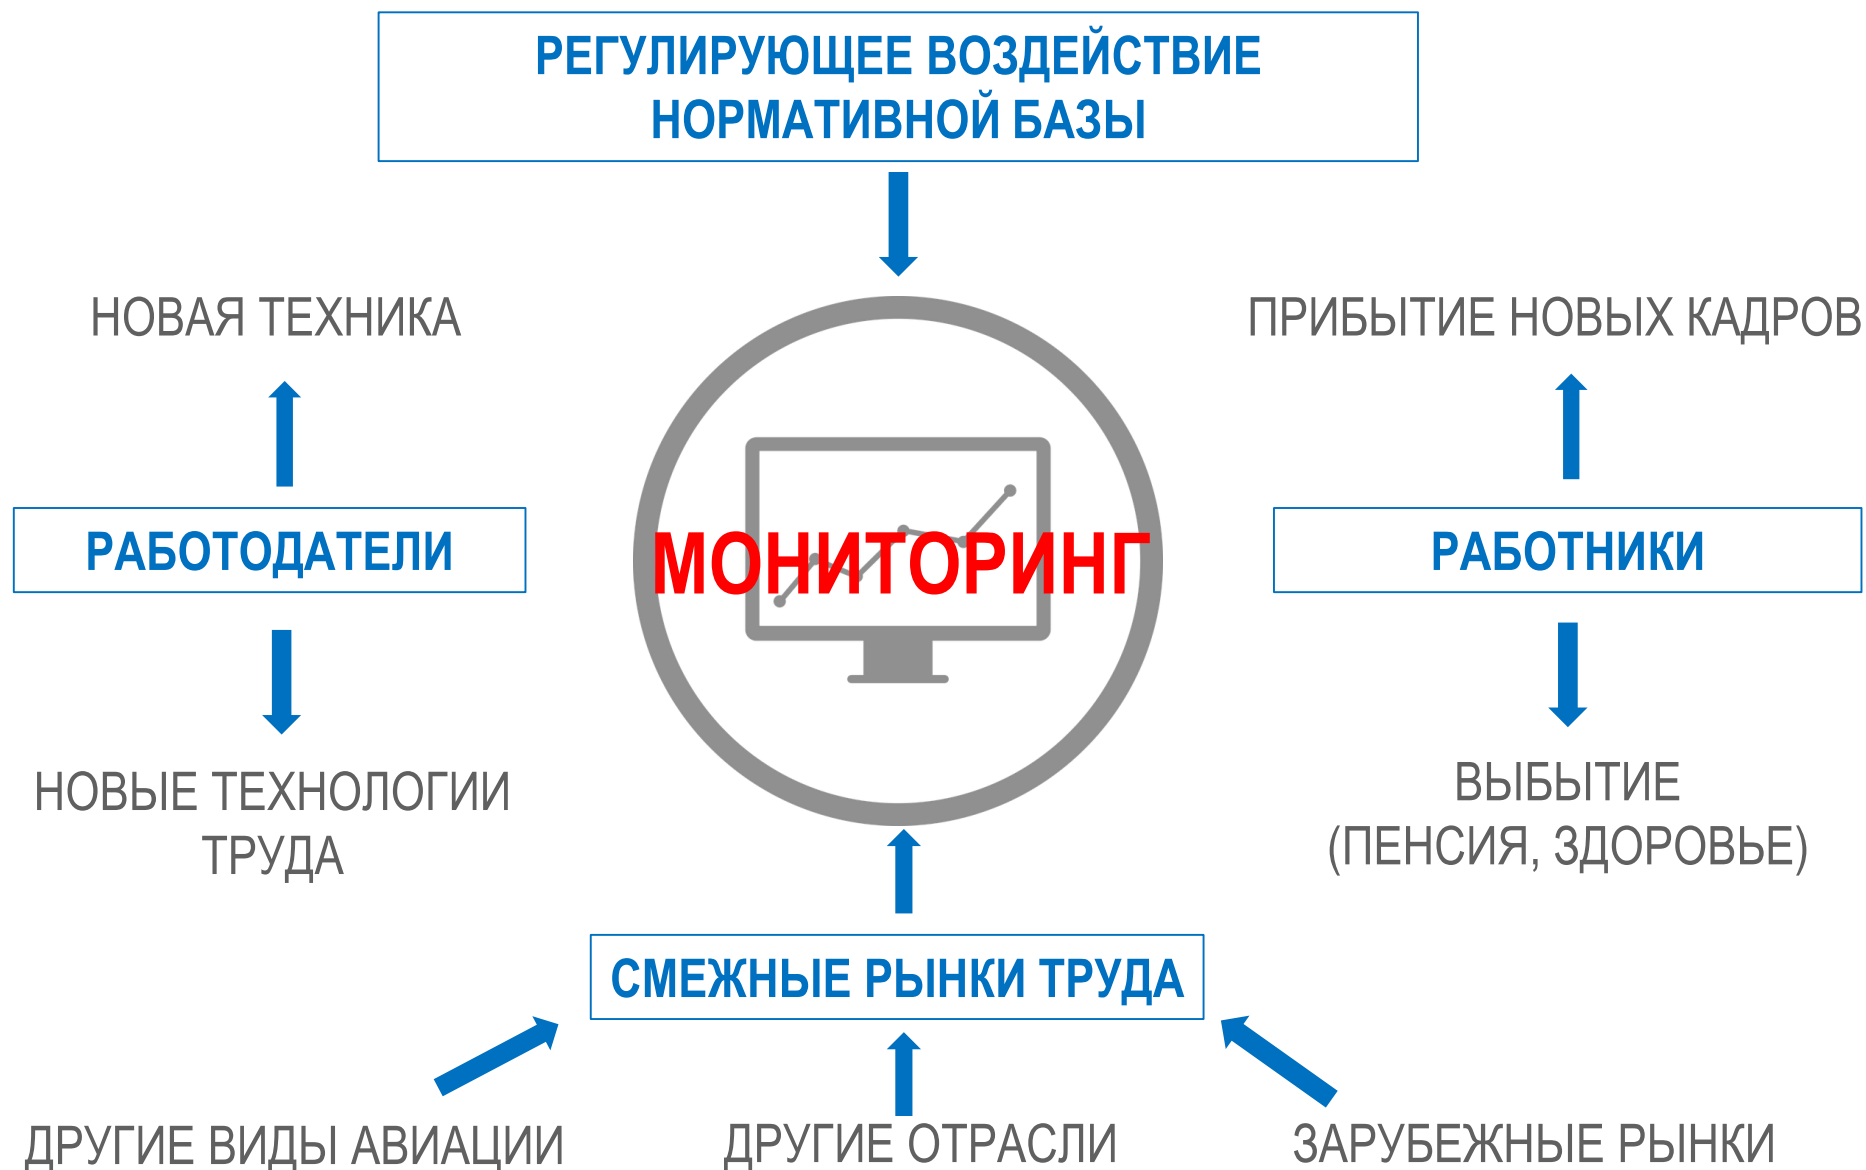 РЕГУЛИРУЮЩЕЕ ВОЗДЕЙСТВИЕ
НОРМАТИВНОЙ БАЗЫ
НОВАЯ ТЕХНИКА
ПРИБЫТИЕ НОВЫХ КАДРОВ
РАБОТОДАТЕЛИ
МОНИТОРИНГ
РАБОТНИКИ
НОВЫЕ ТЕХНОЛОГИИ
ТРУДА
ВЫБЫТИЕ
(ПЕНСИЯ, ЗДОРОВЬЕ)
СМЕЖНЫЕ РЫНКИ ТРУДА
ДРУГИЕ ВИДЫ АВИАЦИИ
ДРУГИЕ ОТРАСЛИ
ЗАРУБЕЖНЫЕ РЫНКИ